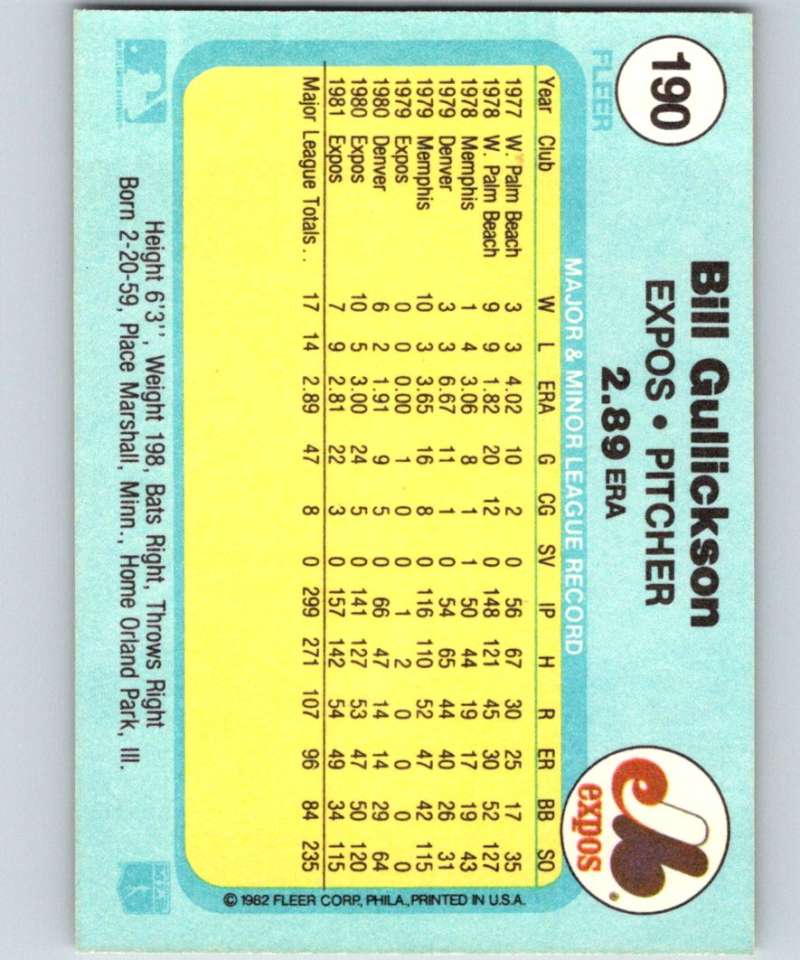 190
FLEER
Bill Gullickson
EXPOS • PITCHER
2.89 ERA
expos
MAJOR & MINOR LEAGUE RECORD
Year Club W L ERA G CG SV IP H R ER BB SO
1977 W. Palm Beach 3 3 4.02 10 2 0 56 67 30 25 17 35
1978 W. Palm Beach 9 9 1.82 20 12 0 148 121 45 30 52 127
1978 Memphis 1 4 3.06 8 1 1 50 44 19 17 19 43
1979 Denver 3 3 6.67 11 1 0 54 65 44 40 26 31
1979 Memphis 10 3 3.65 16 8 0 116 110 52 47 42 115
1979 Expos 0 0 0.00 1 0 0 1 2 0 0 0 0
1980 Denver 6 2 1.91 9 5 0 66 47 14 14 29 64
1980 Expos 10 5 3.00 24 5 0 141 127 53 47 50 120
1981 Expos 7 9 2.81 22 3 0 157 142 54 49 34 115
Major League Totals . . 17 14 2.89 47 8 0 299 271 107 96 84 235
© 1982 FLEER CORP., PHILA., PRINTED IN U.S.A.
Height 6'3'', Weight 198, Bats Right, Throws Right
Born 2-20-59, Place Marshall, Minn., Home Orland Park, Ill.